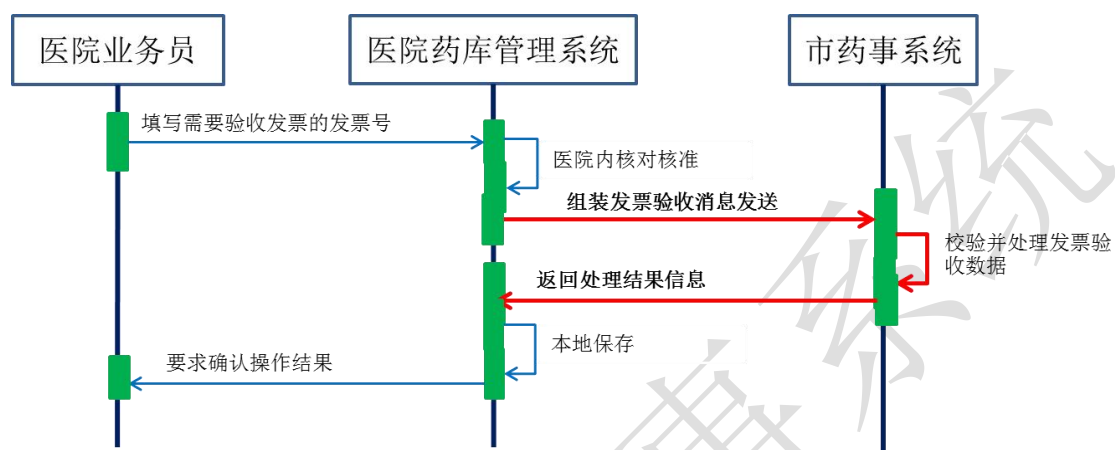 医院业务员
医院药库管理系统
市药事系统
填写需要验收发票的发票号
医院内核对核准
组装发票验收消息发送
校验并处理发票验
收数据
返回处理结果信息
本地保存
要求确认操作结果
系统